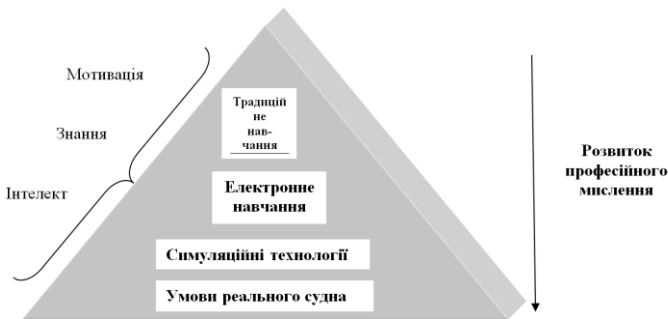 Мотивація
Знання
Інтелект
Традицій
не
нав-
чання
Електронне
навчання
Симуляційні технології
Умови реального судна
Розвиток
професійного
мислення